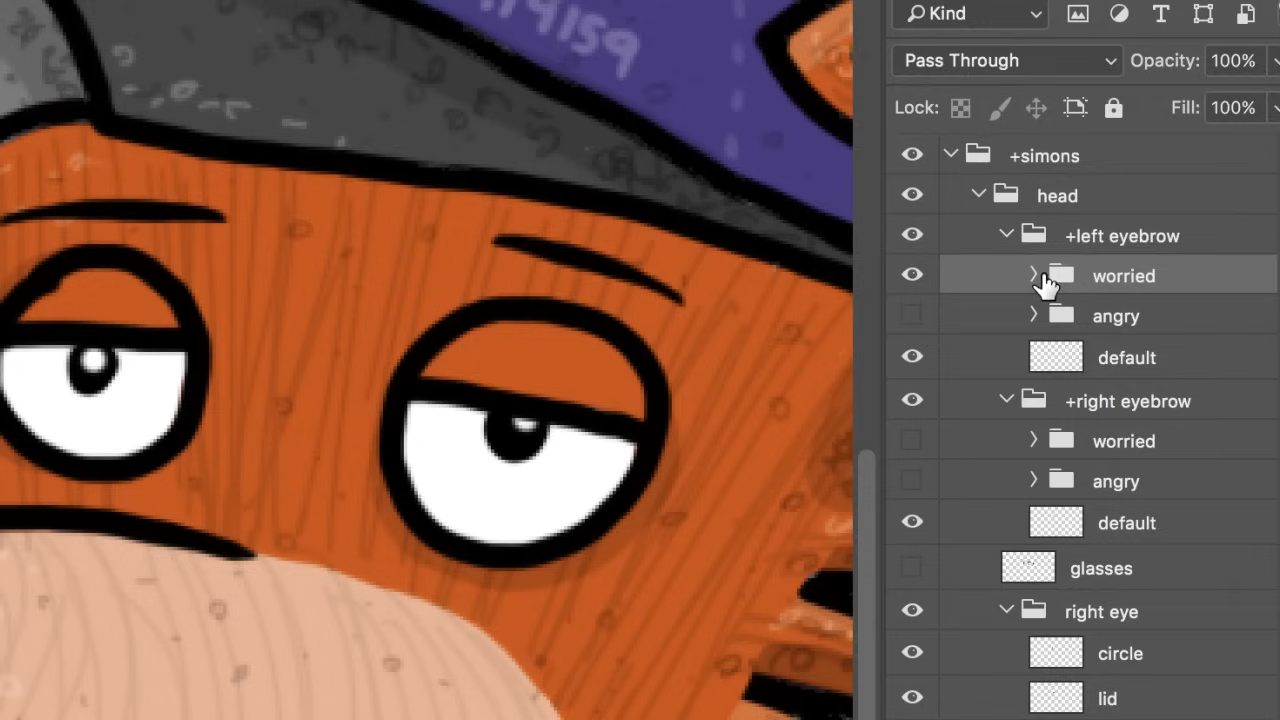 14159
Kind
Pass Through
Opacity: 100%
Lock:
Fill: 100%
+simons
head
+left eyebrow
worried
angry
default
+right eyebrow
worried
angry
default
glasses
right eye
circle
lid